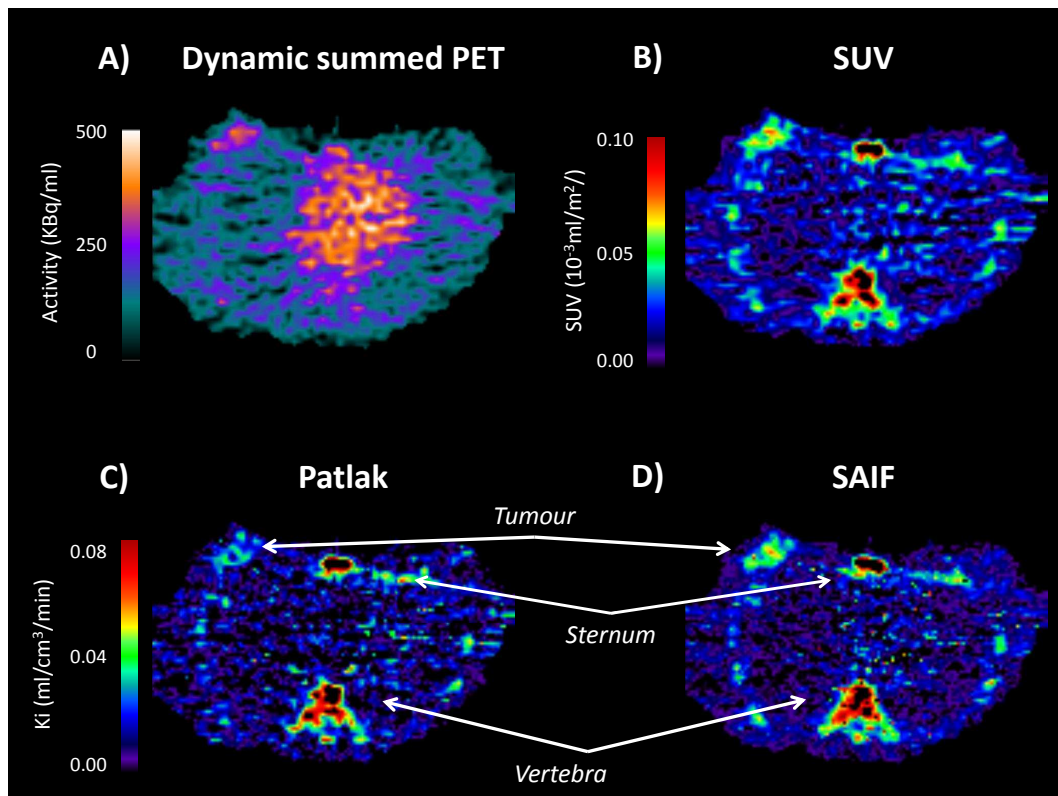 A) Dynamic summed PET
500
250
0
Activity (KBq/ml)
B) SUV
0.10
0.05
0.00
SUV (10⁻³ml/m²/)
C) Patlak
0.08
0.04
0.00
Ki (ml/cm³/min)
D) SAIF
Tumour
Sternum
Vertebra